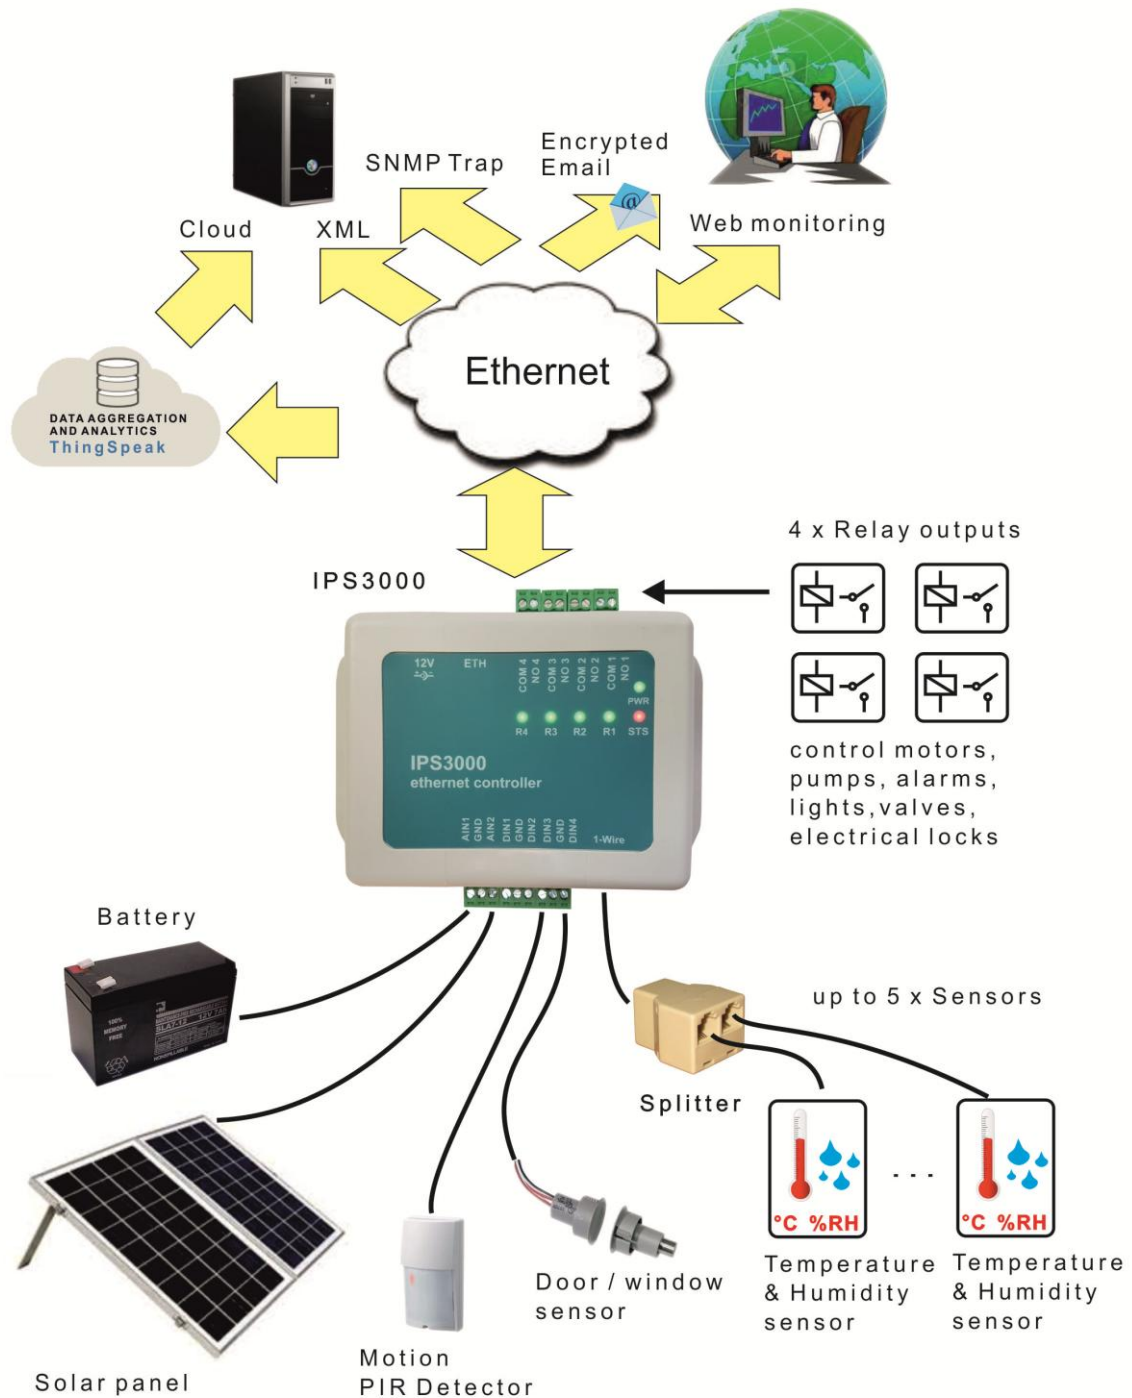 SNMP Trap
Encrypted
Email
@
Cloud
XML
Web monitoring
Ethernet
DATA AGGREGATION
AND ANALYTICS
ThingSpeak
4 x Relay outputs
IPS3000
12V
ETH
COM 4
NO 4
COM 3
NO 3
COM 2
NO 2
COM 1
NO 1
PWR
R4
R3
R2
R1
STS
IPS3000
ethernet controller
AIN1
GND
AIN2
DIN1
GND
DIN2
DIN3
GND
DIN4
1-Wire
control motors,
pumps, alarms,
lights,valves,
electrical locks
Battery
100%
MEMORY
FREE
up to 5 x Sensors
Splitter
°C %RH
. . .
°C %RH
Temperature
& Humidity
sensor
Temperature
& Humidity
sensor
Door / window
sensor
Motion
PIR Detector
Solar panel